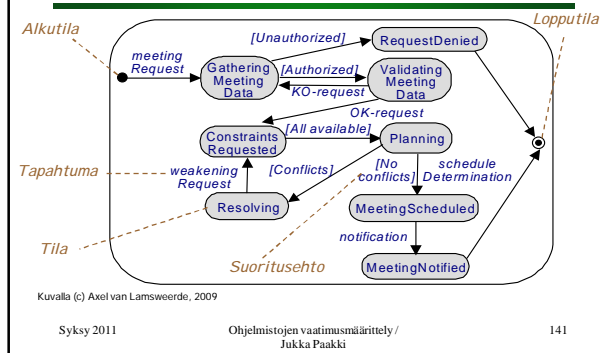 Alkutila
Lopputila
meeting
Request
[Unauthorized]
RequestDenied
Gathering
Meeting
Data
[Authorized]
KO-request
Validating
Meeting
Data
OK-request
Constraints
Requested
[All available]
Planning
Tapahtuma
weakening
Request
[Conflicts]
[No
conflicts]
schedule
Determination
Resolving
MeetingScheduled
Tila
Suoritusehto
notification
MeetingNotified
Kuvalla (c) Axel van Lamsweerde, 2009
Syksy 2011
Ohjelmistojen vaatimusmäärittely /
Jukka Paakki
141